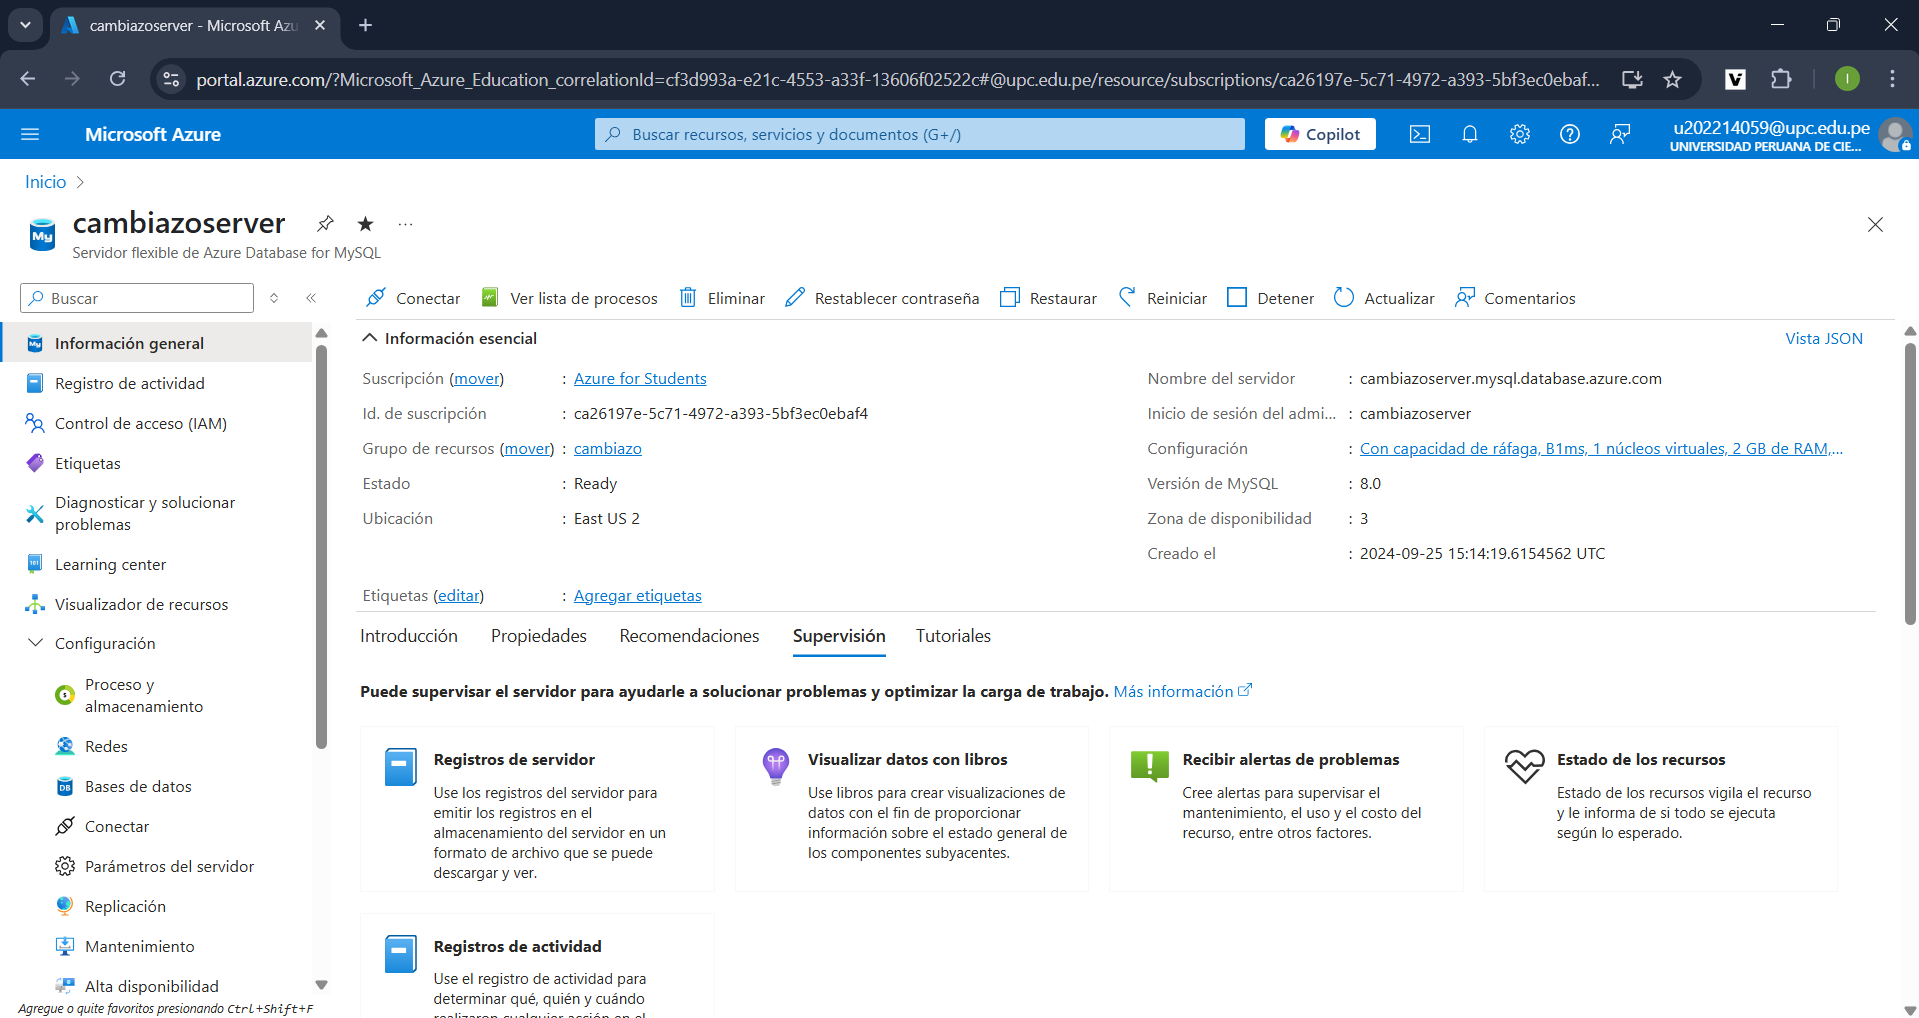 cambiazoserver - Microsoft Azu
portal.azure.com/?Microsoft_Azure_Education_correlationId=cf3d993a-e21c-4553-a33f-13606f02522c#@upc.edu.pe/resource/subscriptions/ca26197e-5c71-4972-a393-5bf3ec0ebaf...
I
Microsoft Azure
Buscar recursos, servicios y documentos (G+/)
Copilot
u202214059@upc.edu.pe
UNIVERSIDAD PERUANA DE CIE...
Inicio
cambiazoserver
Servidor flexible de Azure Database for MySQL
Buscar
Información general
Registro de actividad
Control de acceso (IAM)
Etiquetas
Diagnosticar y solucionar
problemas
Learning center
Visualizador de recursos
Configuración
Proceso y
almacenamiento
Redes
Bases de datos
Conectar
Parámetros del servidor
Replicación
Mantenimiento
Alta disponibilidad
Agregue o quite favoritos presionando Ctrl+Shift+F
Conectar
Ver lista de procesos
Eliminar
Restablecer contraseña
Restaurar
Reiniciar
Detener
Actualizar
Comentarios
Información esencial
Vista JSON
Suscripción (mover) : Azure for Students
Id. de suscripción : ca26197e-5c71-4972-a393-5bf3ec0ebaf4
Grupo de recursos (mover) : cambiazo
Estado : Ready
Ubicación : East US 2
Nombre del servidor : cambiazoserver.mysql.database.azure.com
Inicio de sesión del admi... : cambiazoserver
Configuración : Con capacidad de ráfaga, B1ms, 1 núcleos virtuales, 2 GB de RAM,...
Versión de MySQL : 8.0
Zona de disponibilidad : 3
Creado el : 2024-09-25 15:14:19.6154562 UTC
Etiquetas (editar) : Agregar etiquetas
Introducción
Propiedades
Recomendaciones
Supervisión
Tutoriales
Puede supervisar el servidor para ayudarle a solucionar problemas y optimizar la carga de trabajo. Más información
Registros de servidor
Use los registros del servidor para
emitir los registros en el
almacenamiento del servidor en un
formato de archivo que se puede
descargar y ver.
Visualizar datos con libros
Use libros para crear visualizaciones de
datos con el fin de proporcionar
información sobre el estado general de
los componentes subyacentes.
Recibir alertas de problemas
Cree alertas para supervisar el
mantenimiento, el uso y el costo del
recurso, entre otros factores.
Estado de los recursos
Estado de los recursos vigila el recurso
y le informa de si todo se ejecuta
según lo esperado.
Registros de actividad
Use el registro de actividad para
determinar qué, quién y cuándo
realizaron cualquier acción en el